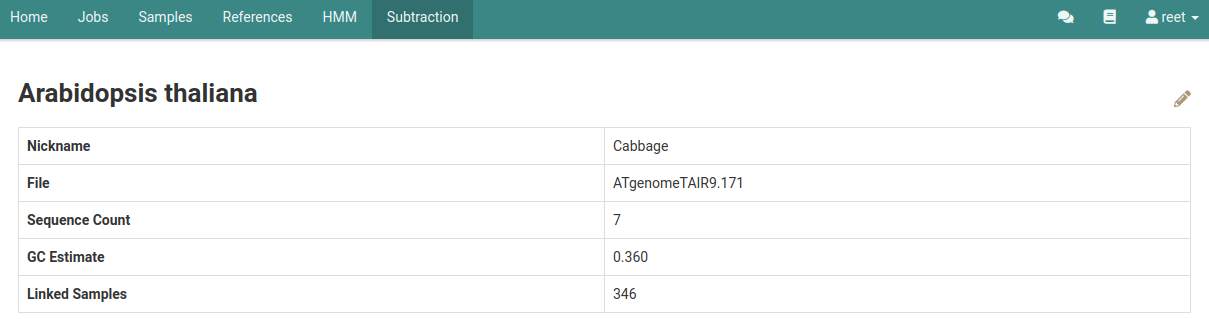 Home Jobs Samples References HMM Subtraction reet
Arabidopsis thaliana
Nickname Cabbage
File ATgenomeTAIR9.171
Sequence Count 7
GC Estimate 0.360
Linked Samples 346